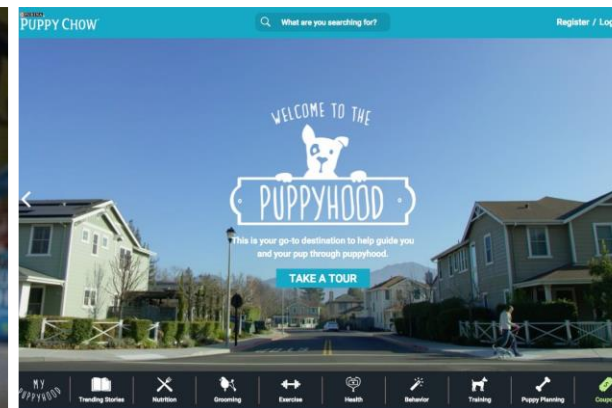 PURINA
PUPPY CHOW
What are you searching for?
Register / Log
WELCOME TO THE
PUPPYHOOD
This is your go-to destination to help guide you
and your pup through puppyhood.
TAKE A TOUR
MY
PUPPYHOOD
Trending Stories
Nutrition
Grooming
Exercise
Health
Behavior
Training
Puppy Planning
Coupo